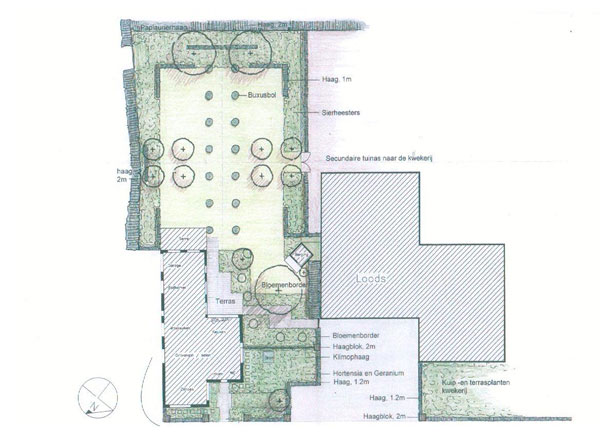 Haag, 2m
Haag, 1m
Buxusbol
Sierheesters
Secundaire tuinas naar de kwekerij
haag
2m
Loods
Bloemenborder
Terras
Bloemenborder
Haagblok, 2m
Klimophaag
Hortensia en Geranium
Haag, 1.2m
Kuip -en terrasplanten
kwekerij
Haag, 1.2m
Haagblok, 2m
N